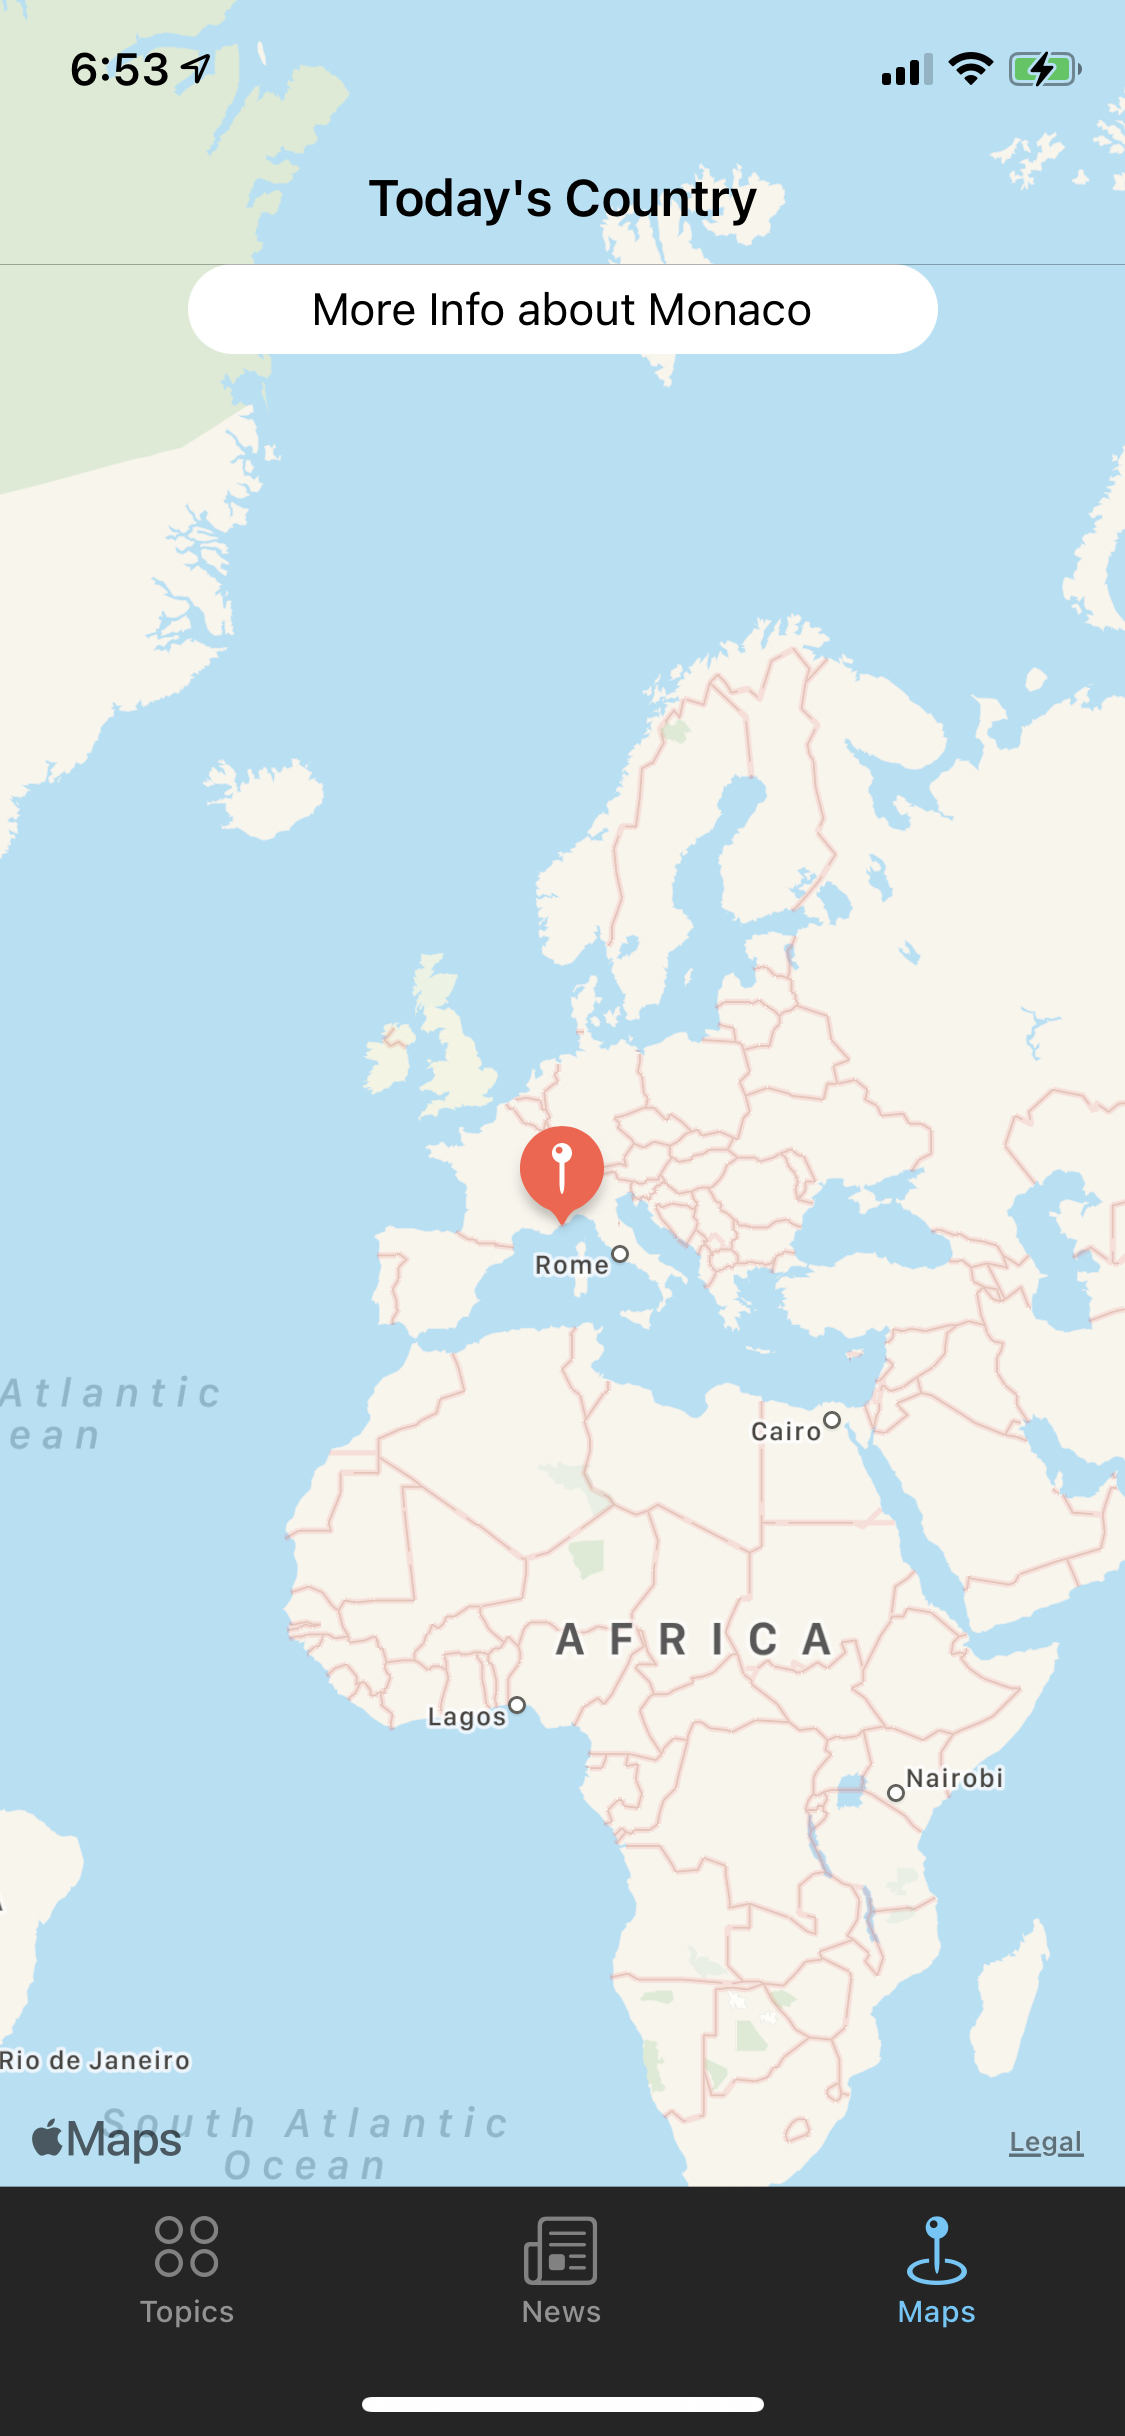 6:53
Today's Country
More Info about Monaco
Rome
Atlantic
ean
Cairo
AFRICA
Lagos
Nairobi
Rio de Janeiro
South Atlantic
Ocean
Maps
Legal
Topics
News
Maps